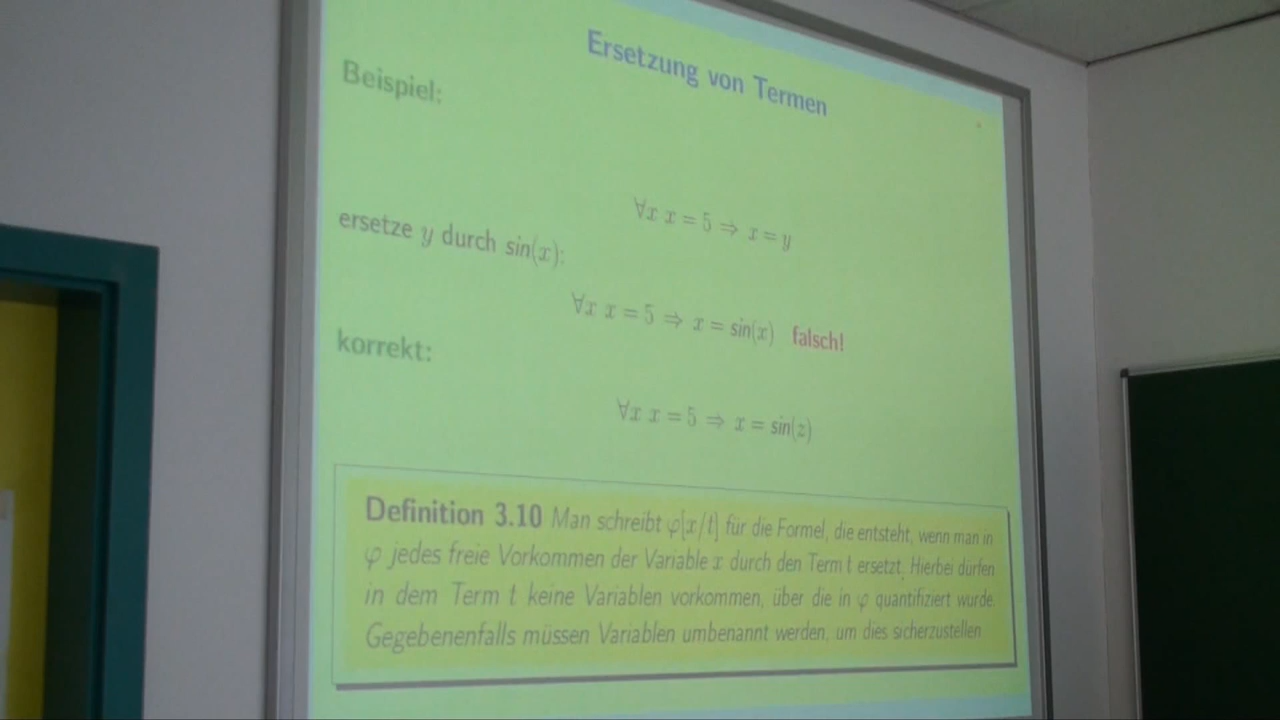 Ersetzung von Termen
Beispiel:
∀x x = 5 ⇒ x = y
ersetze y durch sin(x):
∀x x = 5 ⇒ x = sin(x) falsch!
korrekt:
∀x x = 5 ⇒ x = sin(z)
Definition 3.10 Man schreibt φ[x/t] für die Formel, die entsteht, wenn man in
φ jedes freie Vorkommen der Variable x durch den Term t ersetzt. Hierbei dürfen
in dem Term t keine Variablen vorkommen, über die in φ quantifiziert wurde.
Gegebenenfalls müssen Variablen umbenannt werden, um dies sicherzustellen